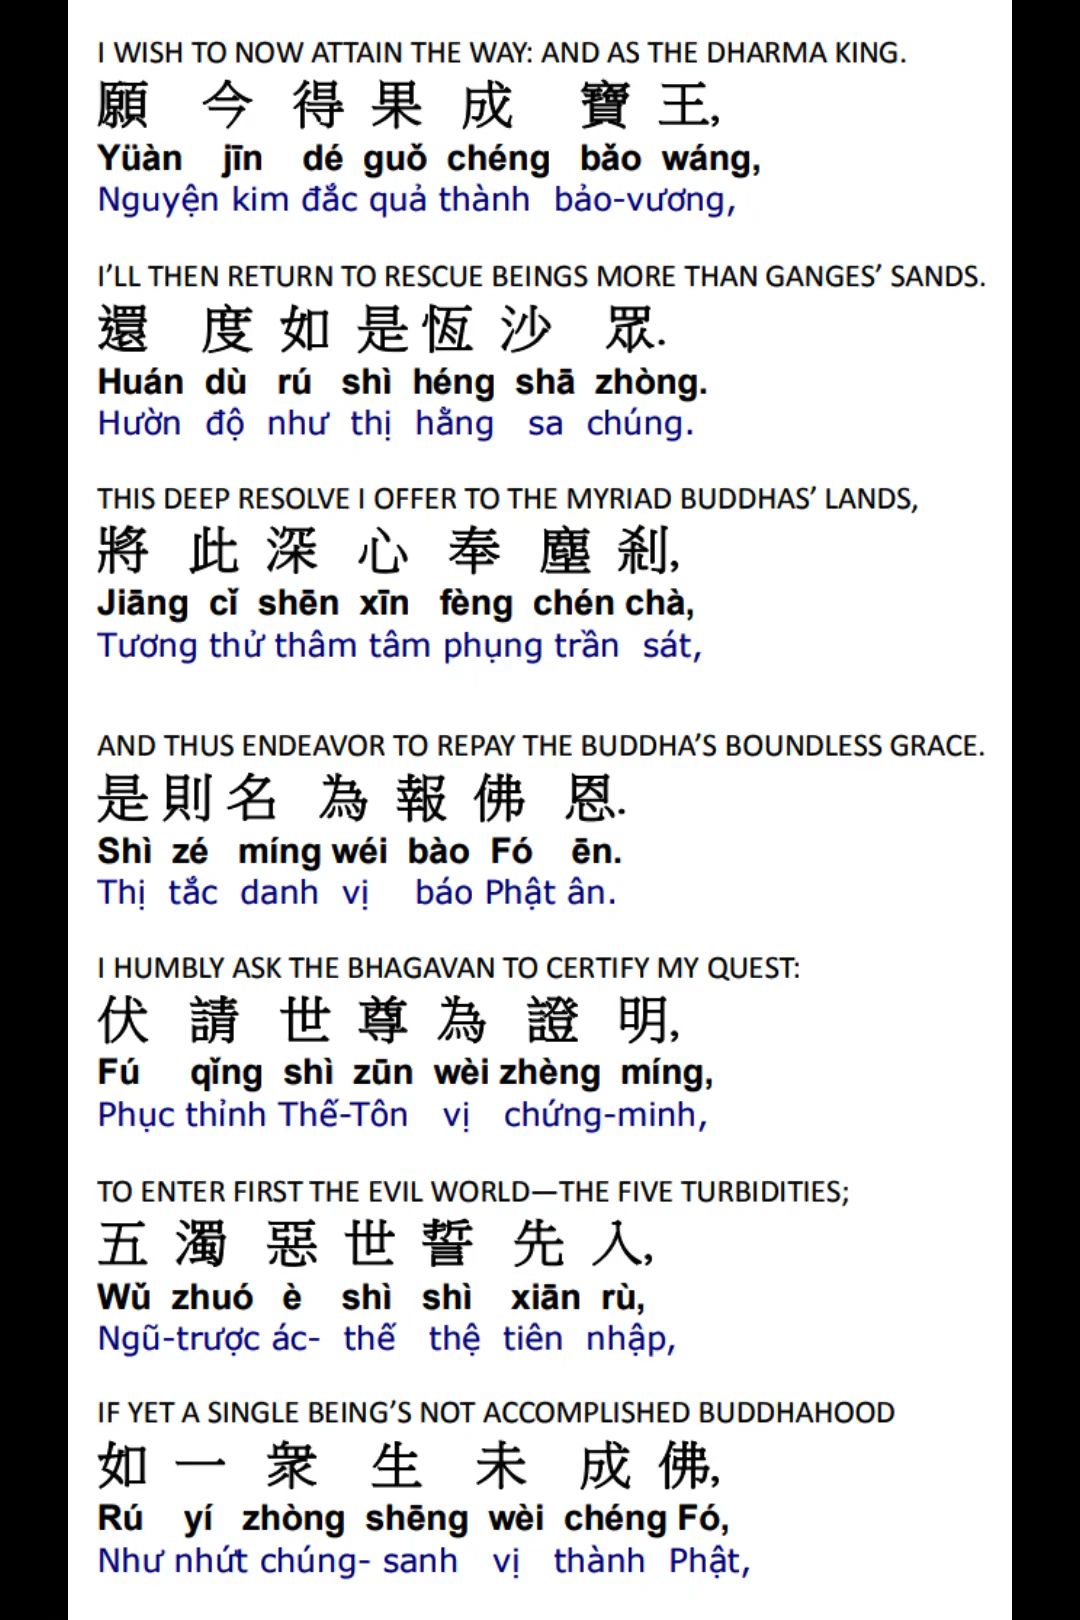 I WISH TO NOW ATTAIN THE WAY: AND AS THE DHARMA KING.
願 今 得 果 成 寶 王,
Yüàn jīn dé guǒ chéng bǎo wáng,
Nguyện kim đắc quả thành bảo-vương,
I’LL THEN RETURN TO RESCUE BEINGS MORE THAN GANGES’ SANDS.
還 度 如 是 恆 沙 眾.
Huán dù rú shì héng shā zhòng.
Hườn độ như thị hằng sa chúng.
THIS DEEP RESOLVE I OFFER TO THE MYRIAD BUDDHAS’ LANDS,
將 此 深 心 奉 塵 剎,
Jiāng cǐ shēn xīn fèng chén chà,
Tương thử thâm tâm phụng trần sát,
AND THUS ENDEAVOR TO REPAY THE BUDDHA’S BOUNDLESS GRACE.
是 則 名 為 報 佛 恩.
Shì zé míng wéi bào Fó ēn.
Thị tắc danh vị báo Phật ân.
I HUMBLY ASK THE BHAGAVAN TO CERTIFY MY QUEST:
伏 請 世 尊 為 證 明,
Fú qǐng shì zūn wèi zhèng míng,
Phục thỉnh Thế-Tôn vị chứng-minh,
TO ENTER FIRST THE EVIL WORLD—THE FIVE TURBIDITIES;
五 濁 惡 世 誓 先 入,
Wǔ zhuó è shì shì xiān rù,
Ngũ-trược ác- thế thệ tiên nhập,
IF YET A SINGLE BEING’S NOT ACCOMPLISHED BUDDHAHOOD
如 一 衆 生 未 成 佛,
Rú yí zhòng shēng wèi chéng Fó,
Như nhứt chúng- sanh vị thành Phật,